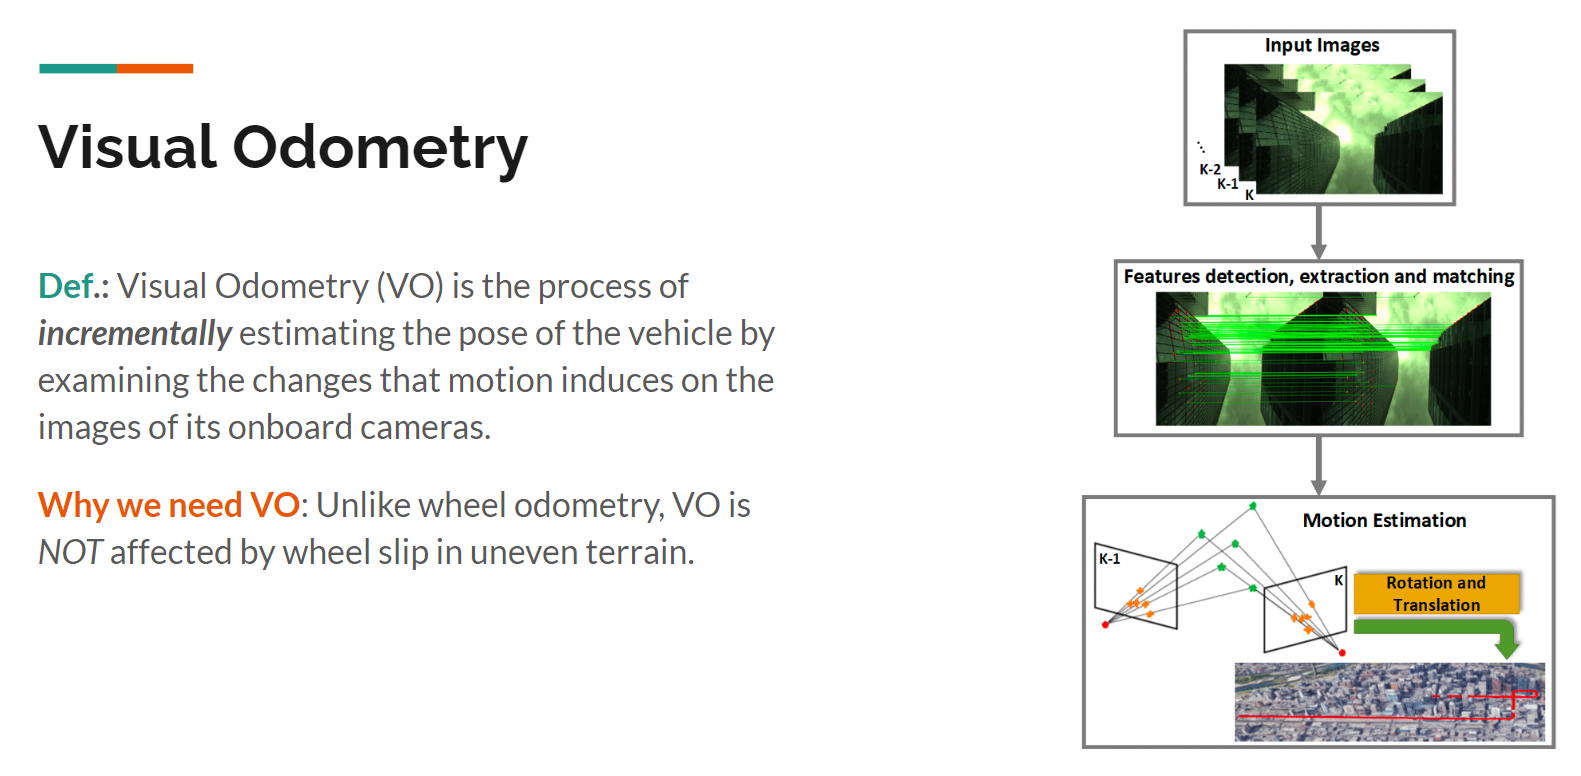 Visual Odometry
Def.: Visual Odometry (VO) is the process of
incrementally estimating the pose of the vehicle by
examining the changes that motion induces on the
images of its onboard cameras.
Why we need VO: Unlike wheel odometry, VO is
NOT affected by wheel slip in uneven terrain.
Input Images
K-2
K-1
K
Features detection, extraction and matching
Motion Estimation
K-1
K
Rotation and
Translation